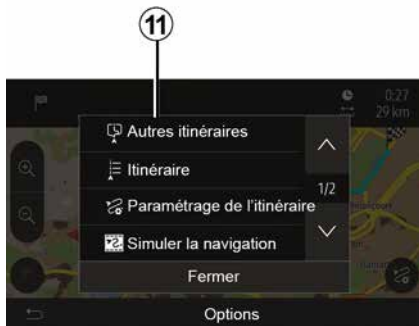 11
0:27
29 km
Autres itinéraires
Itinéraire
1/2
Paramétrage de l'itinéraire
Simuler la navigation
Fermer
Options